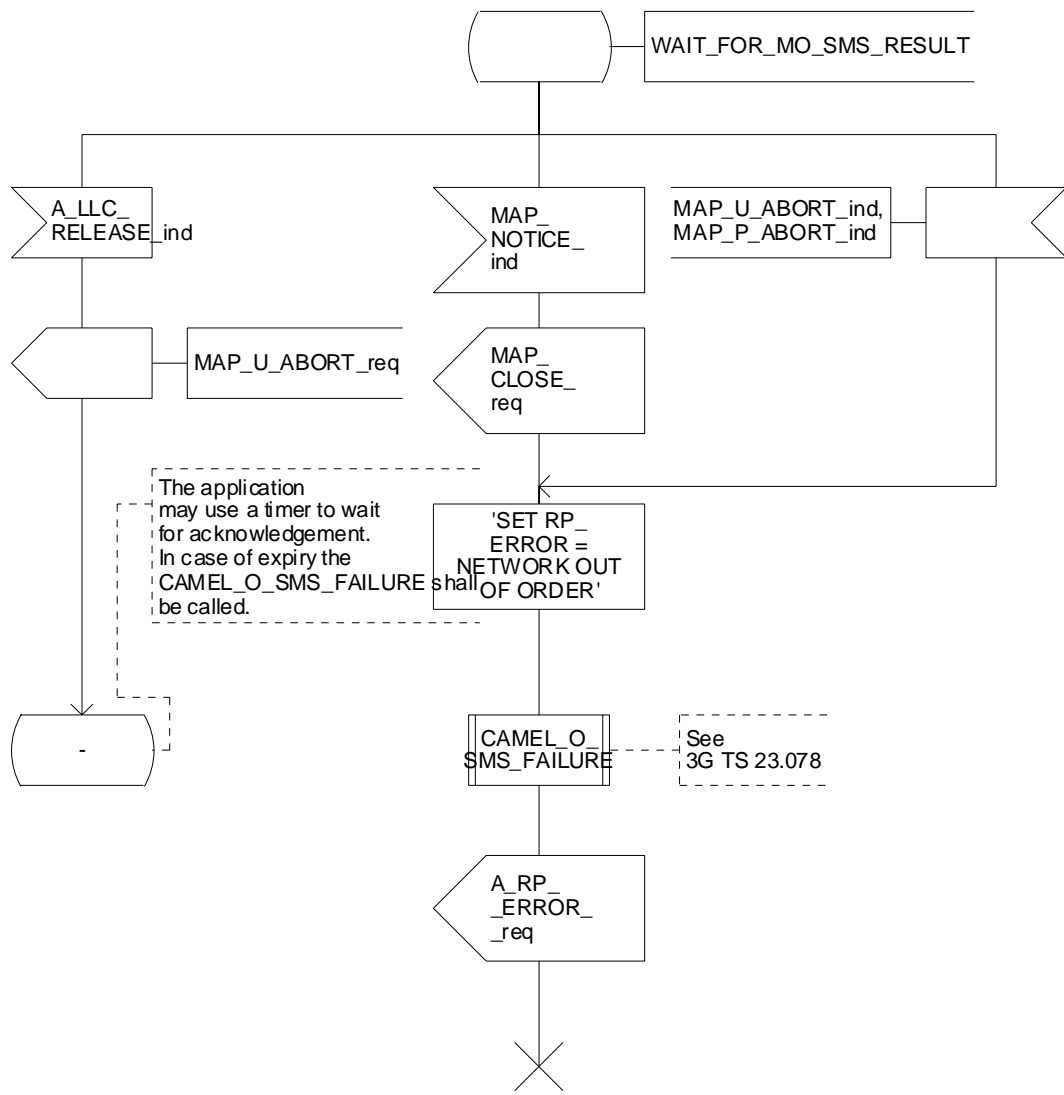 WAIT_FOR_MO_SMS_RESULT
A_LLC_
RELEASE_ind
MAP_
NOTICE_
ind
MAP_U_ABORT_ind,
MAP_P_ABORT_ind
MAP_U_ABORT_req
MAP_
CLOSE_
req
The application
may use a timer to wait
for acknowledgement.
In case of expiry the
CAMEL_O_SMS_FAILURE shall
be called.
'SET RP_
ERROR =
NETWORK OUT
OF ORDER'
-
CAMEL_O_
SMS_FAILURE
See
3G TS 23.078
A_RP_
_ERROR_
_req